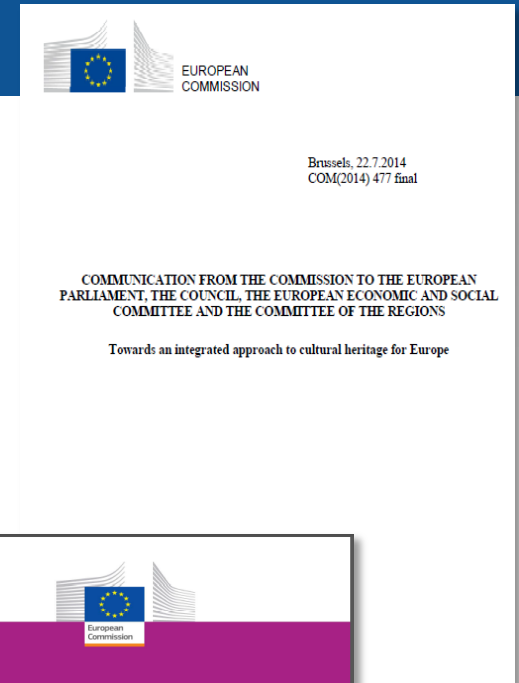 EUROPEAN
COMMISSION
Brussels, 22.7.2014
COM(2014) 477 final
COMMUNICATION FROM THE COMMISSION TO THE EUROPEAN
PARLIAMENT, THE COUNCIL, THE EUROPEAN ECONOMIC AND SOCIAL
COMMITTEE AND THE COMMITTEE OF THE REGIONS
Towards an integrated approach to cultural heritage for Europe
European
Commission